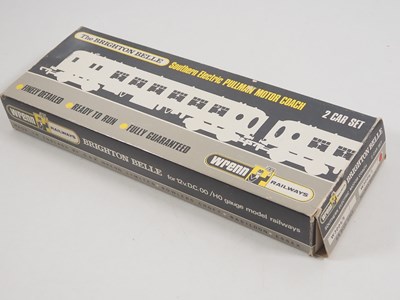 The BRIGHTON BELLE
Southern Electric PULLMAN MOTOR COACH
2 CAR SET
FINELY DETAILED • READY TO RUN • FULLY GUARANTEED
wrenn RAILWAYS
wrenn RAILWAYS
BRIGHTON BELLE for 12v. D.C. OO/HO gauge model railways